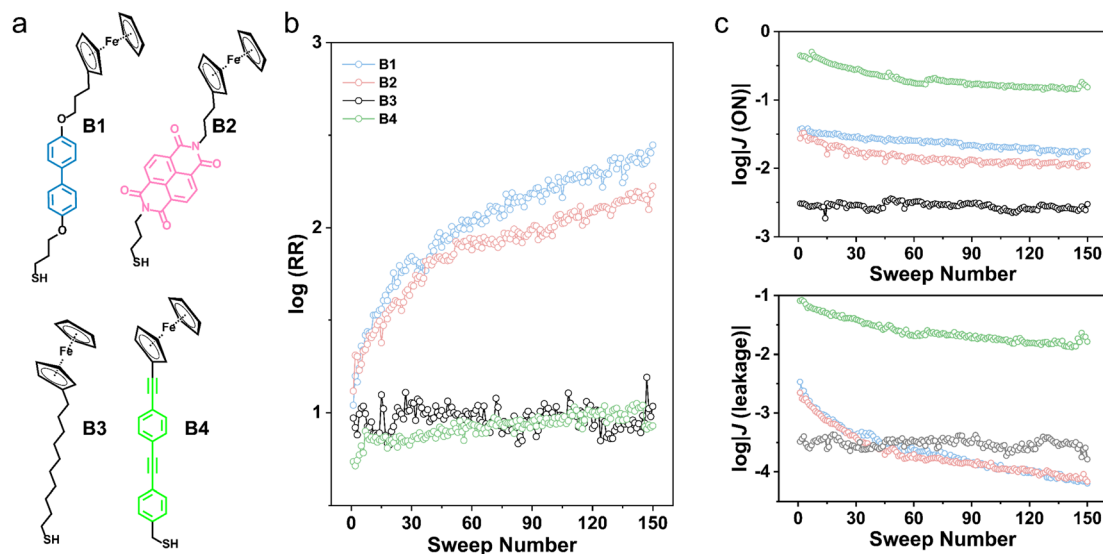 a
Fe
Fe
B1
B2
O
O
N
O
O
O
N
O
SH
SH
Fe
Fe
B3
B4
SH
SH
b
3
2
1
log (RR)
B1
B2
B3
B4
0
30
60
90
120
150
Sweep Number
c
0
-1
-2
-3
log|J (ON)|
0
30
60
90
120
150
Sweep Number
-1
-2
-3
-4
log|J (leakage)|
0
30
60
90
120
150
Sweep Number